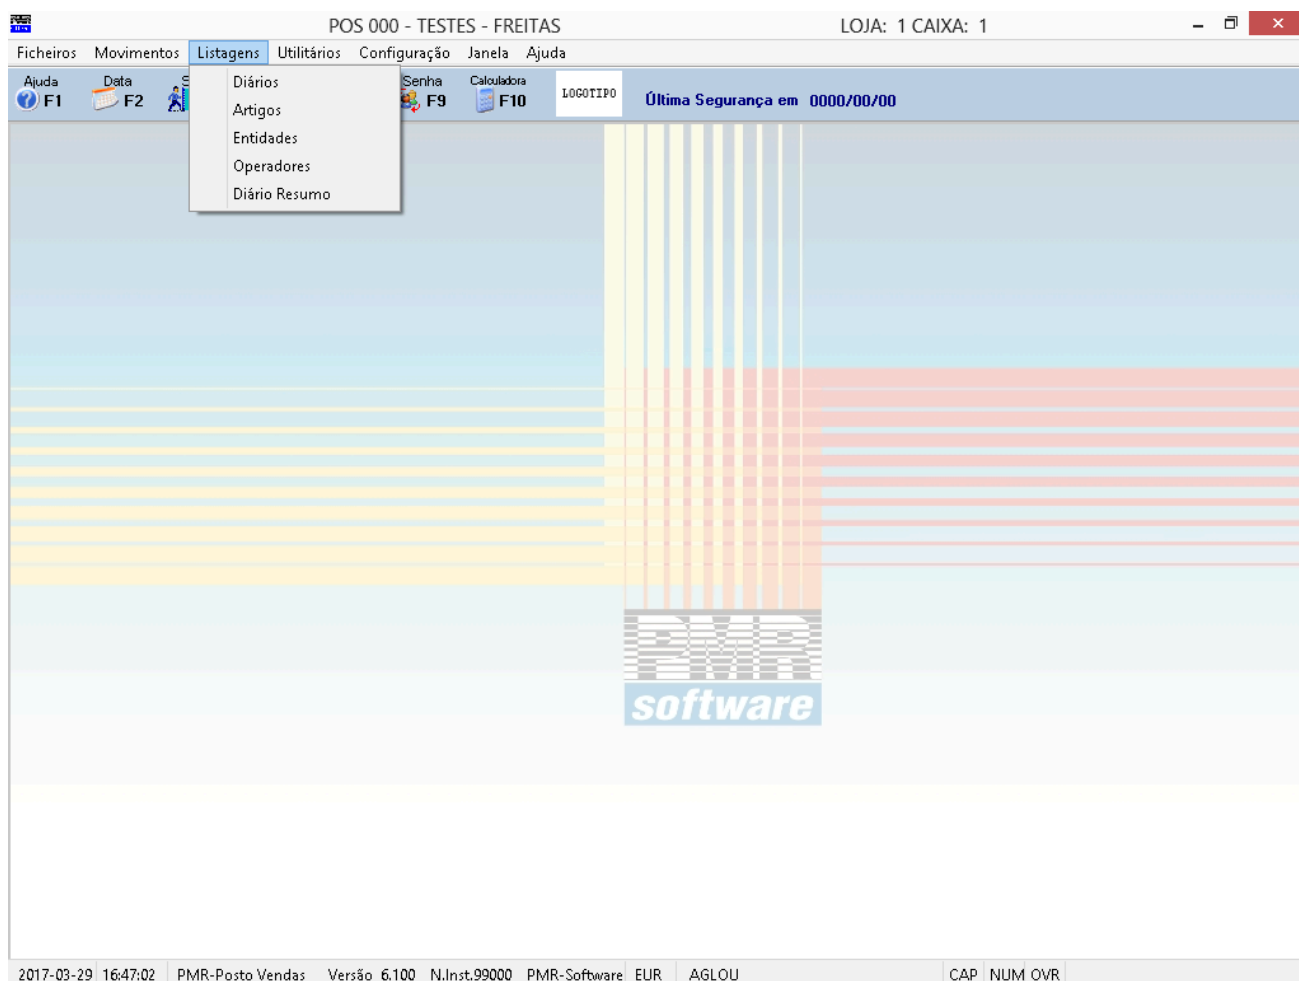 POS 000 - TESTES - FREITAS LOJA: 1 CAIXA: 1
Ficheiros Movimentos Listagens Utilitários Configuração Janela Ajuda
Ajuda Data S Senha Calculadora
F1 F2 F9 F10 LOGOTIPO Última Segurança em 0000/00/00
Diários
Artigos
Entidades
Operadores
Diário Resumo
PMR
software
2017-03-29 16:47:02 PMR-Posto Vendas Versão 6.100 N.Inst.99000 PMR-Software EUR AGLOU CAP NUM OVR